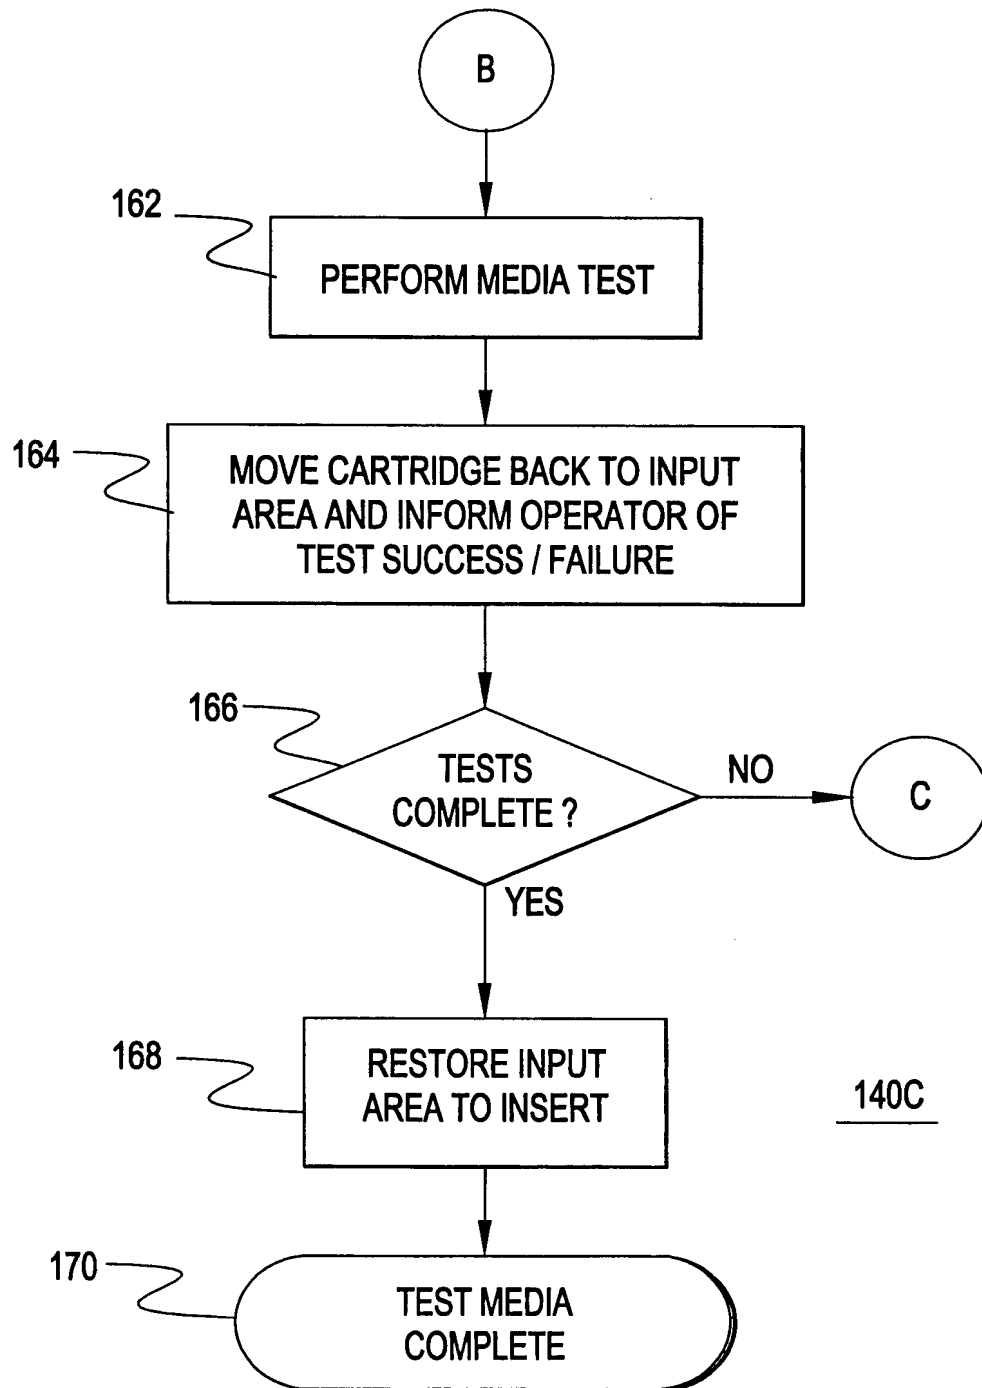 B
162
PERFORM MEDIA TEST
164
MOVE CARTRIDGE BACK TO INPUT
AREA AND INFORM OPERATOR OF
TEST SUCCESS / FAILURE
166
TESTS
COMPLETE ?
NO
C
YES
168
RESTORE INPUT
AREA TO INSERT
140C
170
TEST MEDIA
COMPLETE